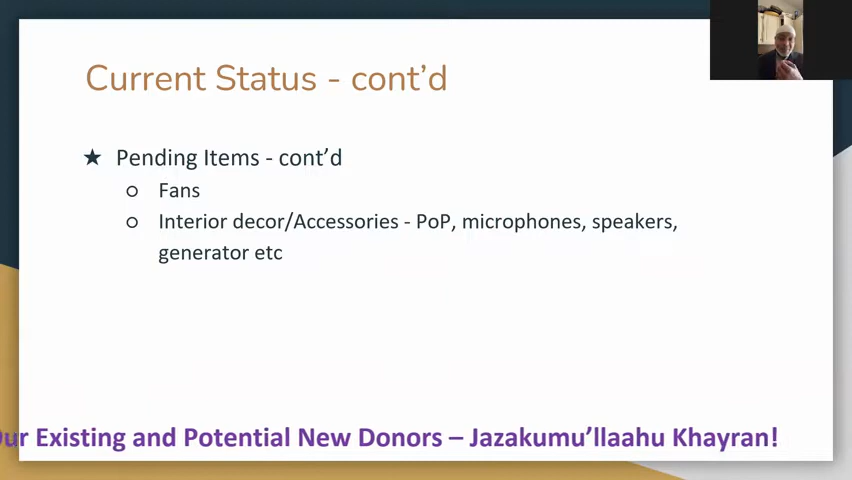 Current Status - cont'd
★ Pending Items - cont'd
○ Fans
○ Interior decor/Accessories - PoP, microphones, speakers,
generator etc
Existing and Potential New Donors – Jazakumu'llaahu Khayran!